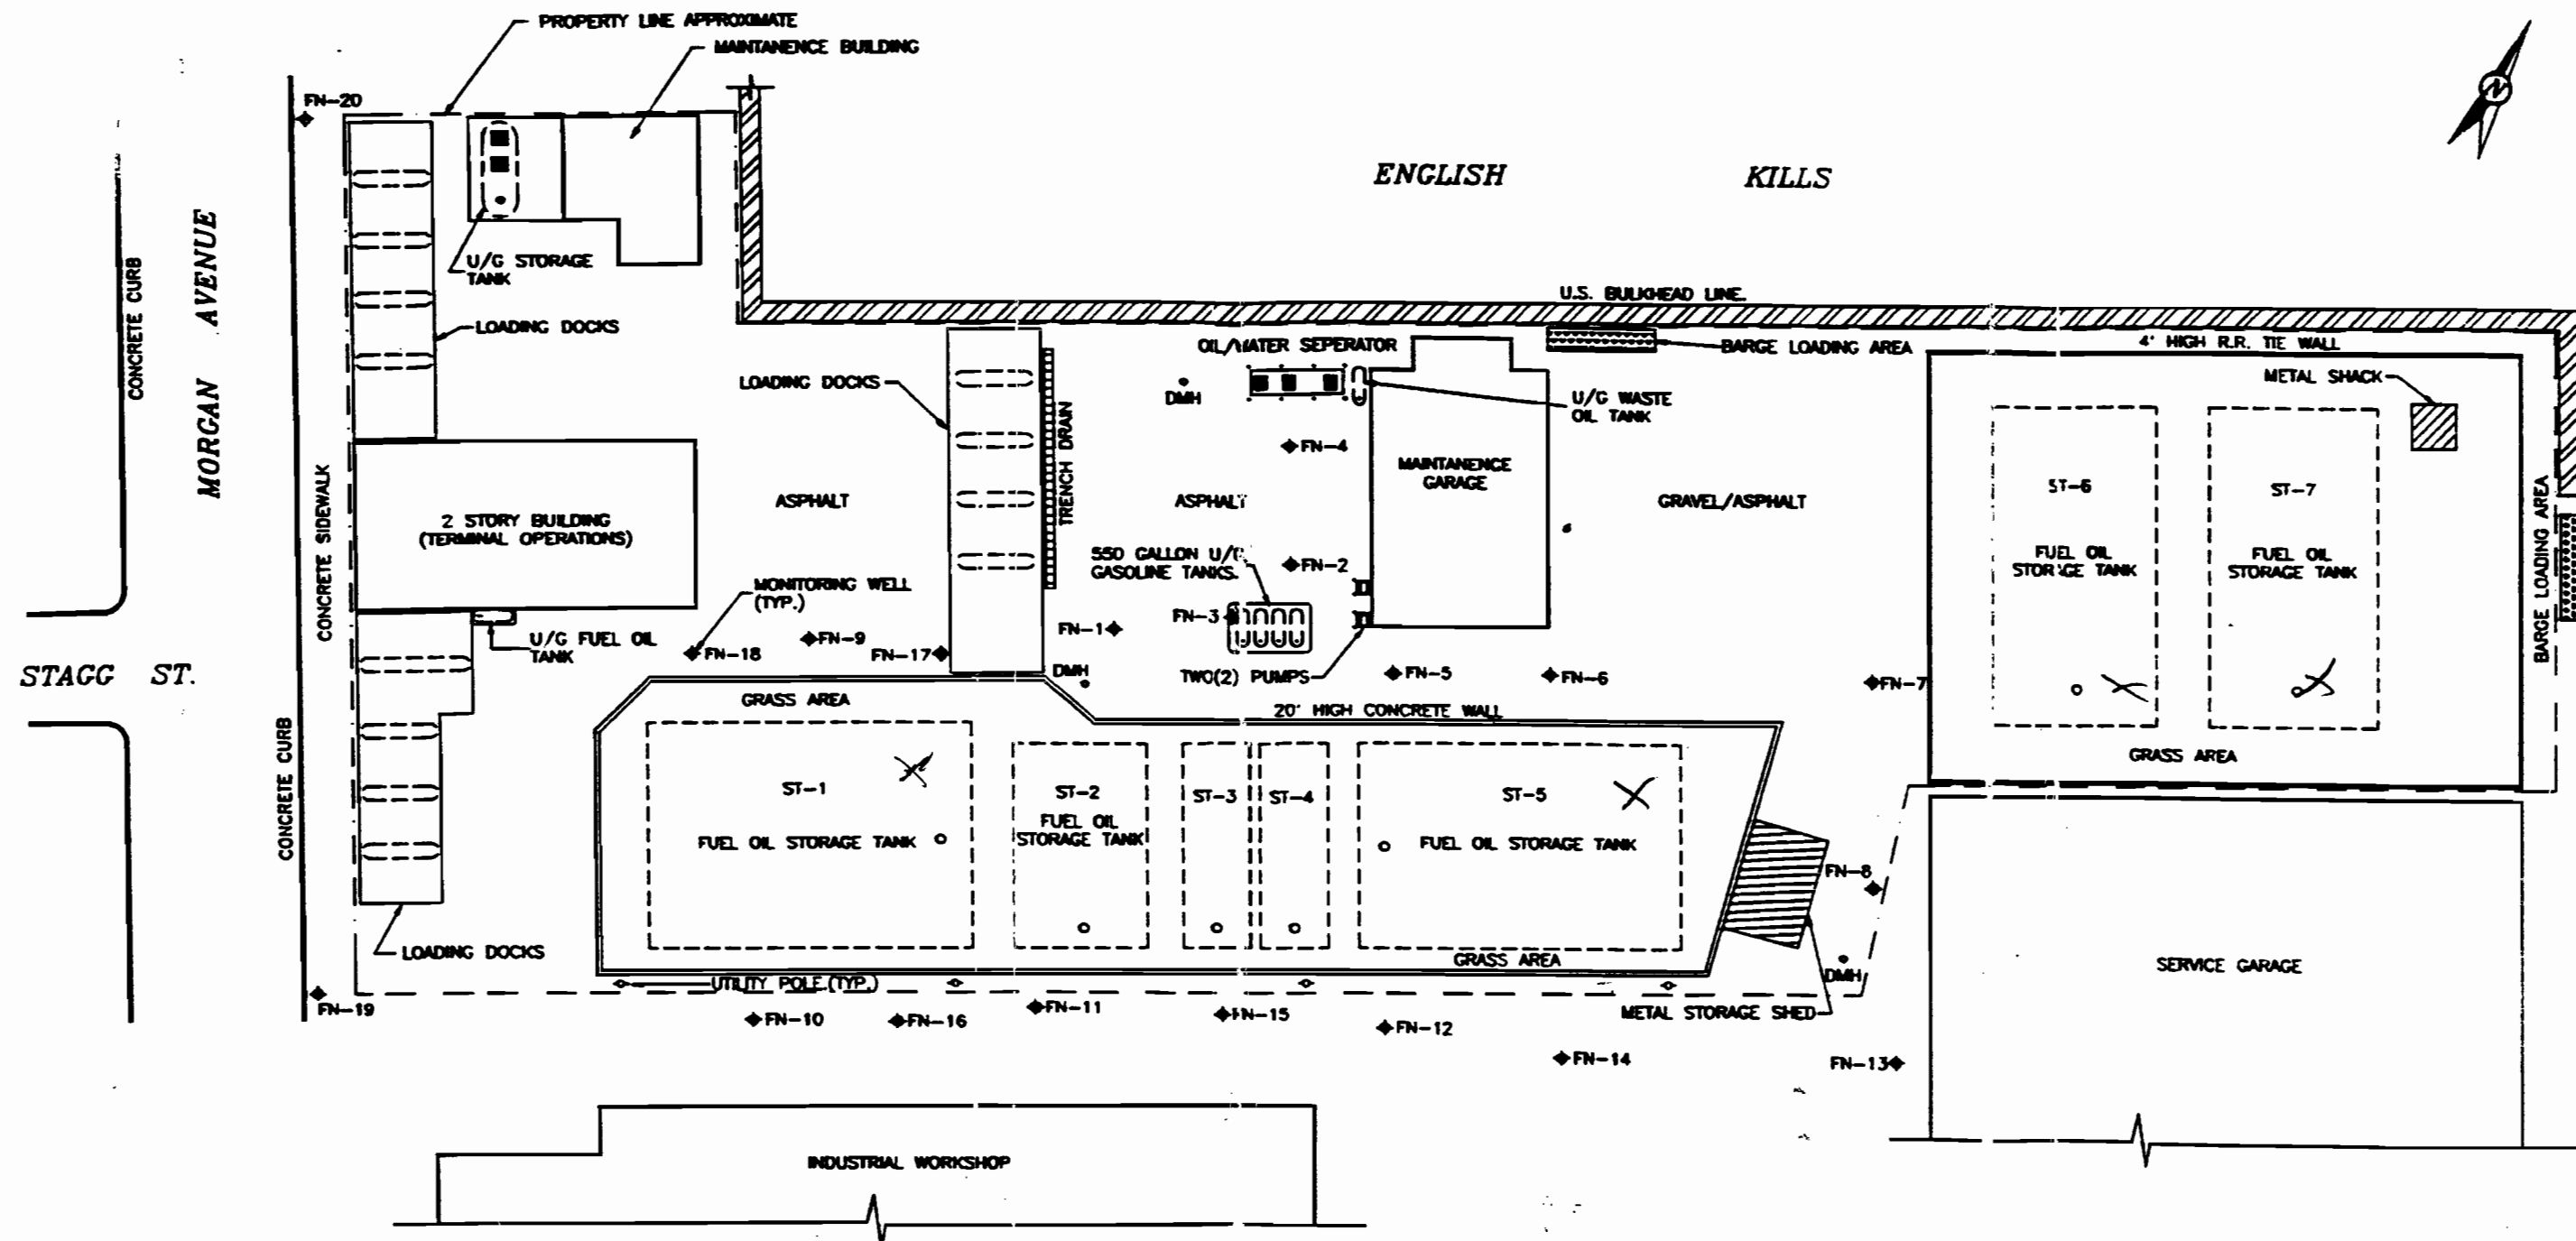 PROPERTY LINE APPROXIMATE
MAINTANENCE BUILDING
FN-20
N
ENGLISH KILLS
MORGAN AVENUE
CONCRETE CURB
U/G STORAGE
TANK
LOADING DOCKS
U.S. BULKHEAD LINE.
OIL/WATER SEPERATOR
BARGE LOADING AREA
4' HIGH R.R. TIE WALL
METAL SHACK
LOADING DOCKS
DMH
U/G WASTE
OIL TANK
TRENCH DRAIN
FN-4
MAINTANENCE
GARAGE
ST-6
ST-7
CONCRETE SIDEWALK
2 STORY BUILDING
(TERMINAL OPERATIONS)
ASPHALT
ASPHALT
GRAVEL/ASPHALT
BARGE LOADING AREA
550 GALLON U/G
GASOLINE TANKS.
FN-2
FUEL OIL
STORAGE TANK
FUEL OIL
STORAGE TANK
MONITORING WELL
(TYP.)
U/G FUEL OIL
TANK
FN-18
FN-9
FN-17
FN-1
FN-3
DMH
TWO(2) PUMPS
FN-5
FN-6
FN-7
STAGG ST.
GRASS AREA
20' HIGH CONCRETE WALL
GRASS AREA
CONCRETE CURB
ST-1
FUEL OIL STORAGE TANK
ST-2
FUEL OIL
STORAGE TANK
ST-3
ST-4
ST-5
FUEL OIL STORAGE TANK
FN-8
LOADING DOCKS
GRASS AREA
DMH
SERVICE GARAGE
UTILITY POLE.(TYP.)
FN-19
FN-10
FN-16
FN-11
FN-15
FN-12
METAL STORAGE SHED
FN-14
FN-13
INDUSTRIAL WORKSHOP